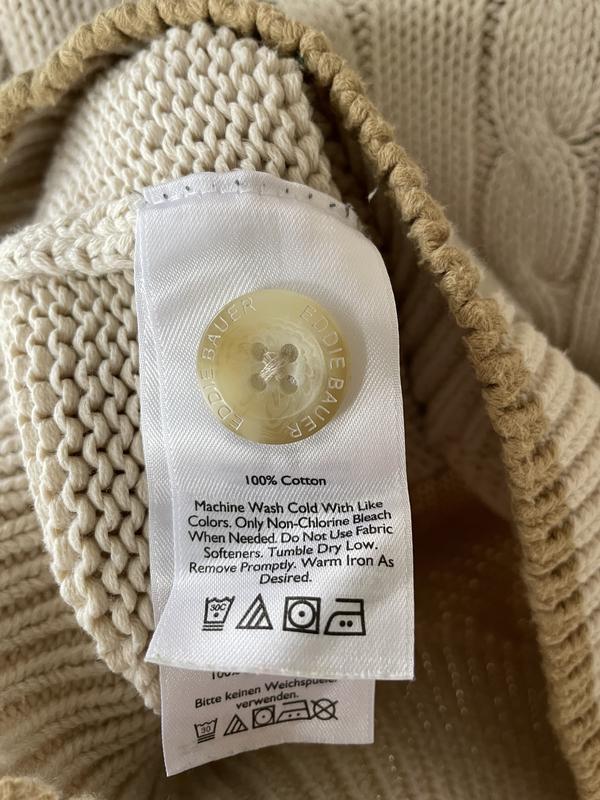 EDDIE BAUER EDDIE BAUER
100% Cotton
Machine Wash Cold With Like
Colors. Only Non-Chlorine Bleach
When Needed. Do Not Use Fabric
Softeners. Tumble Dry Low.
Remove Promptly. Warm Iron As
Desired.
30C
Bitte keinen Weichspüler
verwenden.
30